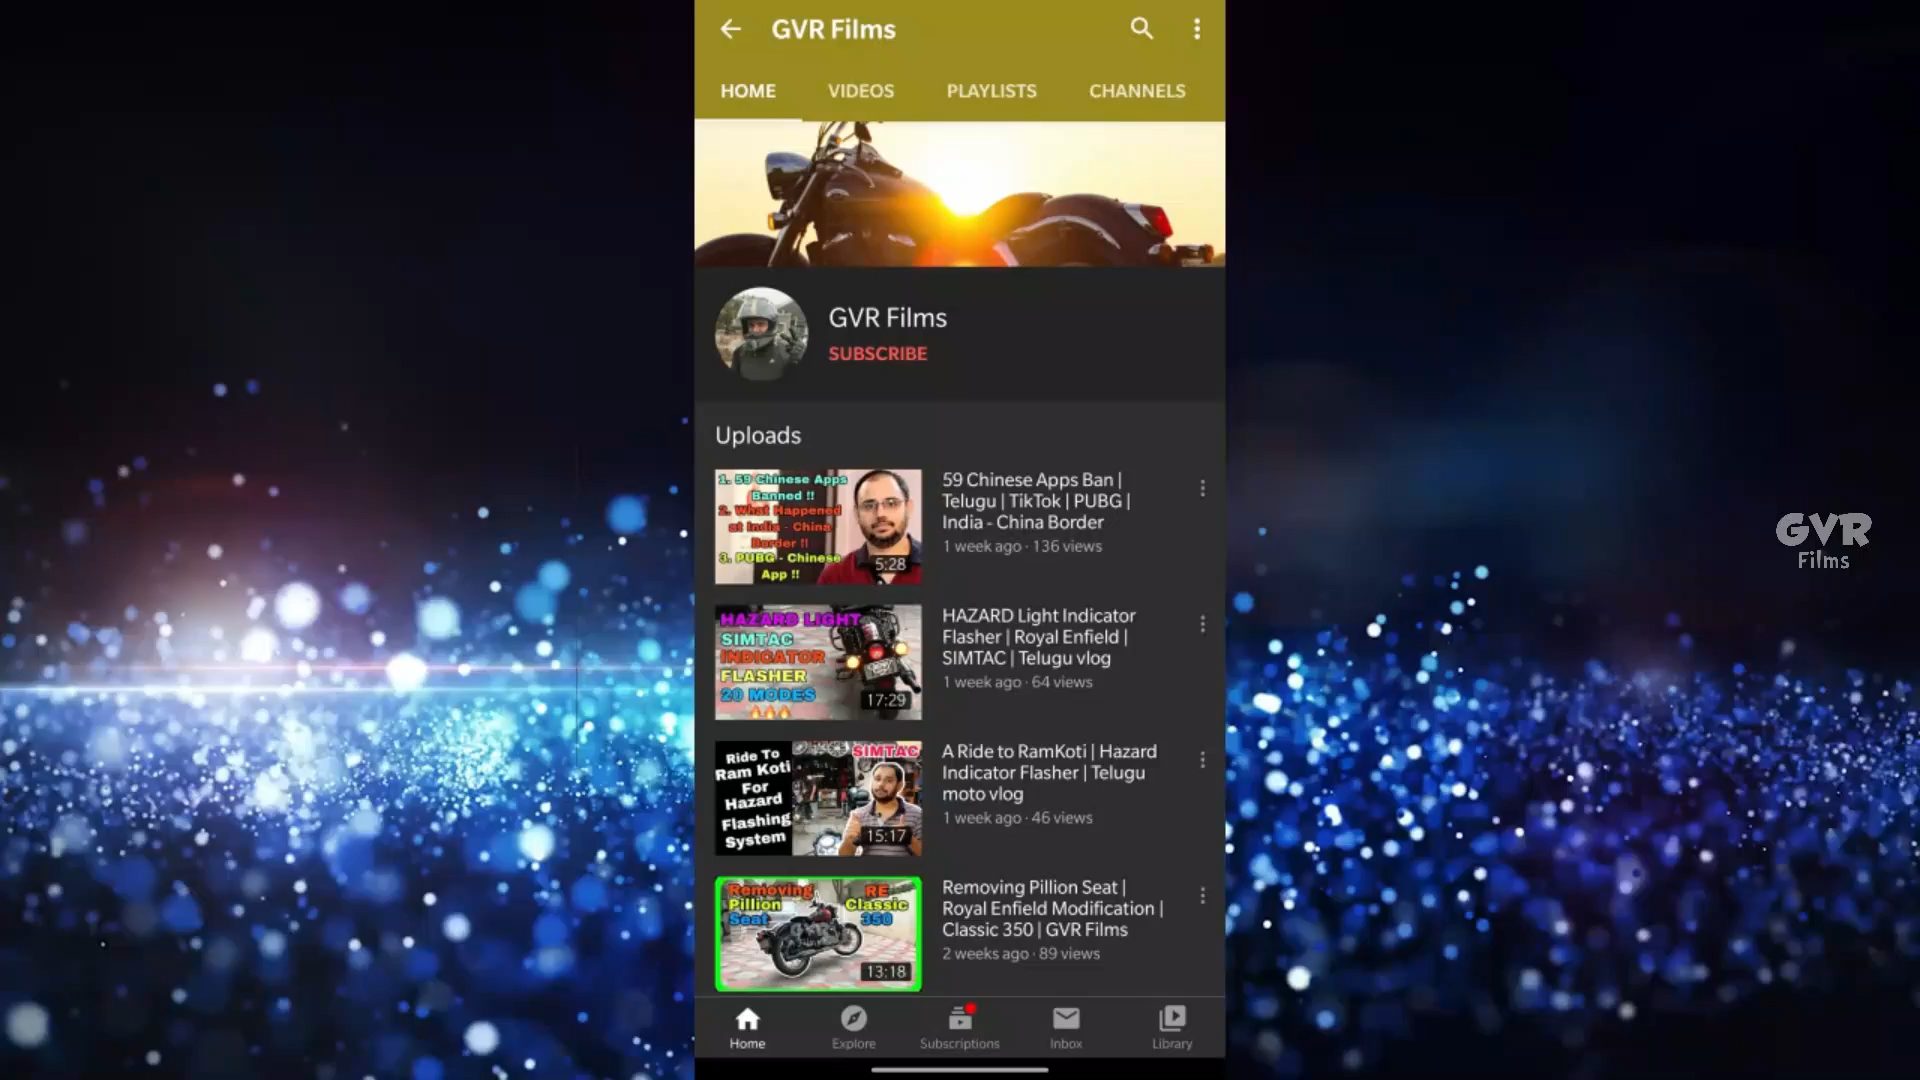 GVR Films
HOME VIDEOS PLAYLISTS CHANNELS
GVR Films
SUBSCRIBE
Uploads
1. 59 Chinese Apps
Banned !!
2. What Happened
at India - China
Border !!
3. PUBG - Chinese
App !!
5:28
59 Chinese Apps Ban |
Telugu | TikTok | PUBG |
India - China Border
1 week ago · 136 views
HAZARD LIGHT
SIMTAC
INDICATOR
FLASHER
20 MODES
17:29
HAZARD Light Indicator
Flasher | Royal Enfield |
SIMTAC | Telugu vlog
1 week ago · 64 views
Ride To
Ram Koti
For
Hazard
Flashing
System
SIMTAC
15:17
A Ride to RamKoti | Hazard
Indicator Flasher | Telugu
moto vlog
1 week ago · 46 views
Removing
Pillion
Seat
RE
Classic
350
GVR
13:18
Removing Pillion Seat |
Royal Enfield Modification |
Classic 350 | GVR Films
2 weeks ago · 89 views
Home Explore Subscriptions Inbox Library
GVR
Films